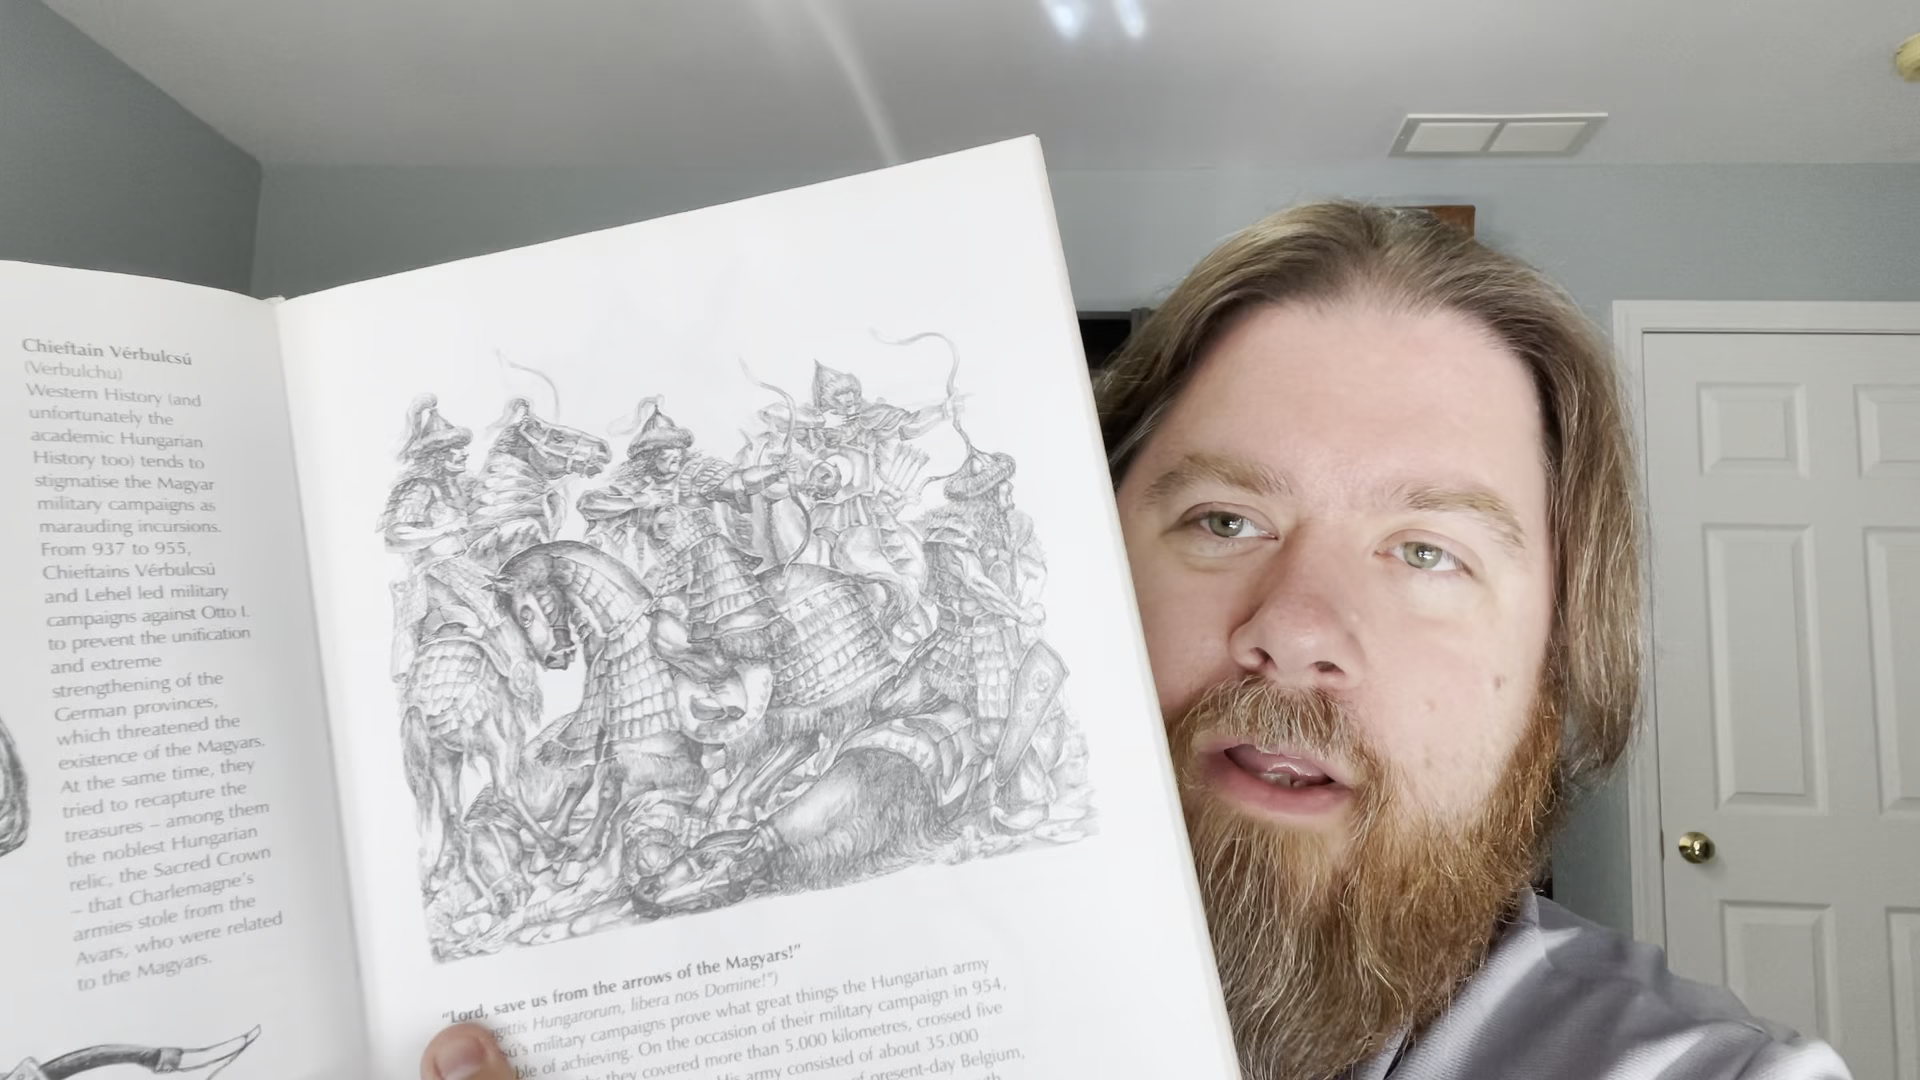 Chieftain Vérbulcsú
(Verbulchu)
Western History (and
unfortunately the
academic Hungarian
History too) tends to
stigmatise the Magyar
military campaigns as
marauding incursions.
From 937 to 955,
Chieftains Vérbulcsú
and Lehel led military
campaigns against Otto I.
to prevent the unification
and extreme
strengthening of the
German provinces,
which threatened the
existence of the Magyars.
At the same time, they
tried to recapture the
treasures – among them
the noblest Hungarian
relic, the Sacred Crown
– that Charlemagne's
armies stole from the
Avars, who were related
to the Magyars.
"Lord, save us from the arrows of the Magyars!"
Hungarorum, libera nos Domine!")
military campaigns prove what great things the Hungarian army
of achieving. On the occasion of their military campaign in 954,
they covered more than 5.000 kilometres, crossed five
army consisted of about 35.000
of present-day Belgium,